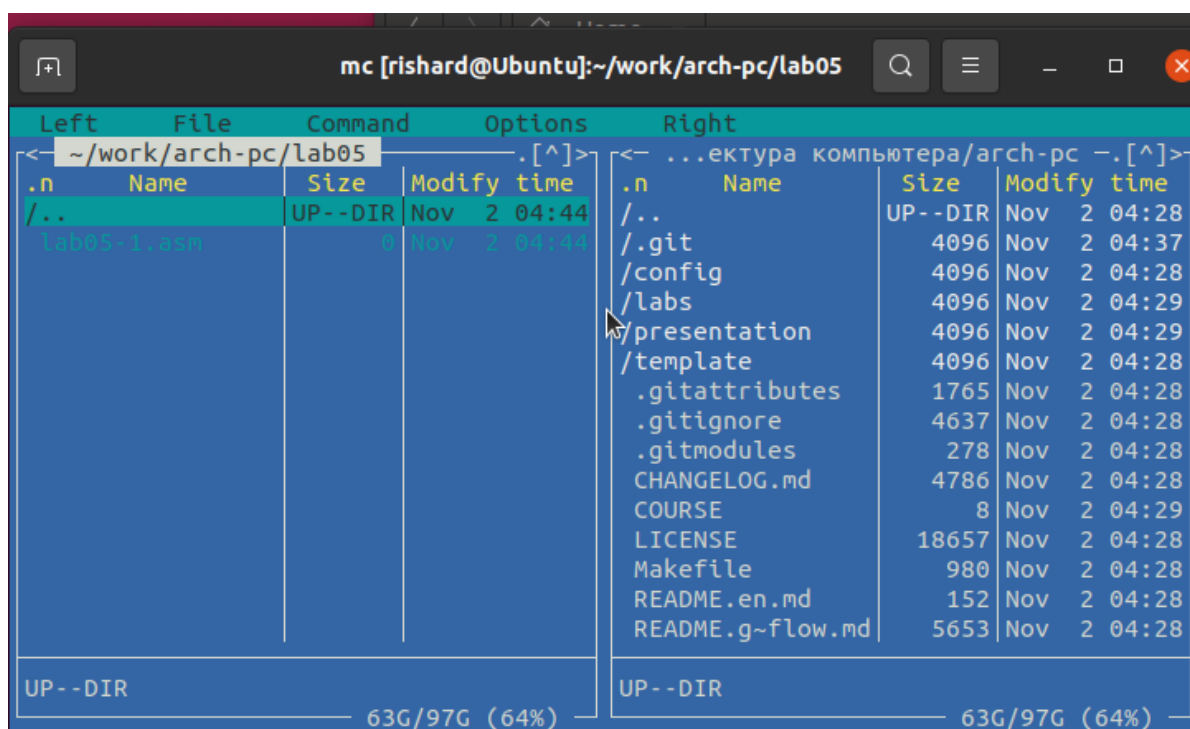 mc [rishard@Ubuntu]:~/work/arch-pc/lab05
Left File Command Options Right
<- ~/work/arch-pc/lab05 .[^]>
.n Name Size Modify time
/.. UP--DIR Nov 2 04:44
lab05-1.asm 0 Nov 2 04:44
UP--DIR
63G/97G (64%)
<- ...ектура компьютера/arch-pc -.[^]>
.n Name Size Modify time
/.. UP--DIR Nov 2 04:28
/.git 4096 Nov 2 04:37
/config 4096 Nov 2 04:28
/labs 4096 Nov 2 04:29
/presentation 4096 Nov 2 04:29
/template 4096 Nov 2 04:28
.gitattributes 1765 Nov 2 04:28
.gitignore 4637 Nov 2 04:28
.gitmodules 278 Nov 2 04:28
CHANGELOG.md 4786 Nov 2 04:28
COURSE 8 Nov 2 04:29
LICENSE 18657 Nov 2 04:28
Makefile 980 Nov 2 04:28
README.en.md 152 Nov 2 04:28
README.g~flow.md 5653 Nov 2 04:28
UP--DIR
63G/97G (64%)